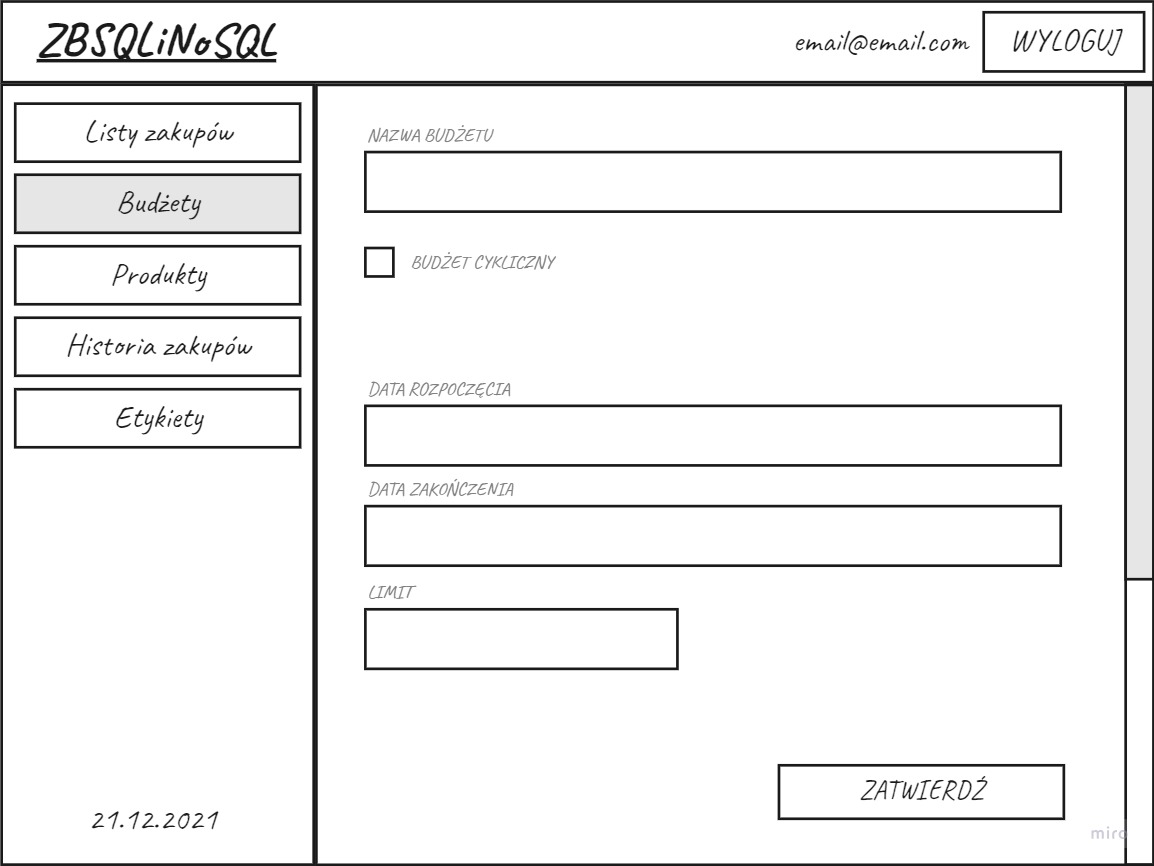 ZBSQLiNoSQL
email@email.com
WYLOGUJ
Listy zakupów
Budżety
Produkty
Historia zakupów
Etykiety
21.12.2021
NAZWA BUDŻETU
BUDŻET CYKLICZNY
DATA ROZPOCZĘCIA
DATA ZAKOŃCZENIA
LIMIT
ZATWIERDŹ
miro